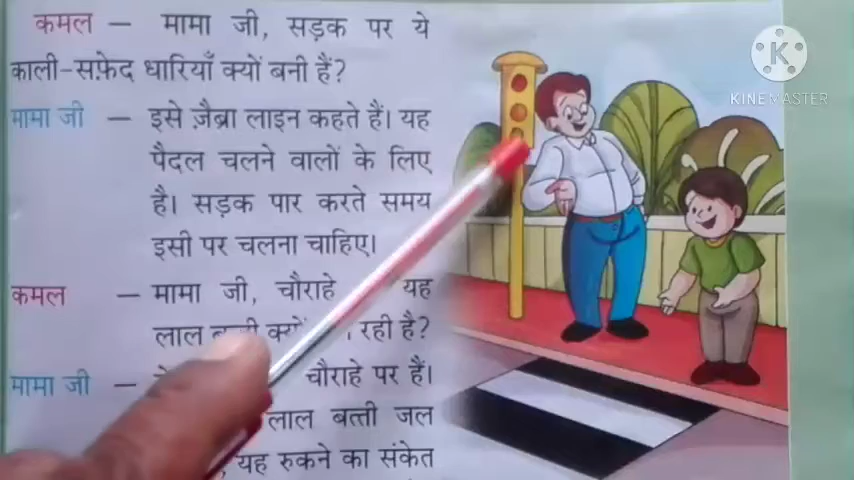 कमल – मामा जी, सड़क पर ये
काली-सफ़ेद धारियाँ क्यों बनी हैं?
मामा जी – इसे ज़ैब्रा लाइन कहते हैं। यह
पैदल चलने वालों के लिए
है। सड़क पार करते समय
इसी पर चलना चाहिए।
कमल – मामा जी, चौराहे यह
लाल रही है?
मामा जी – चौराहे पर हैं।
लाल बत्ती जल
यह रुकने का संकेत
KINEMASTER